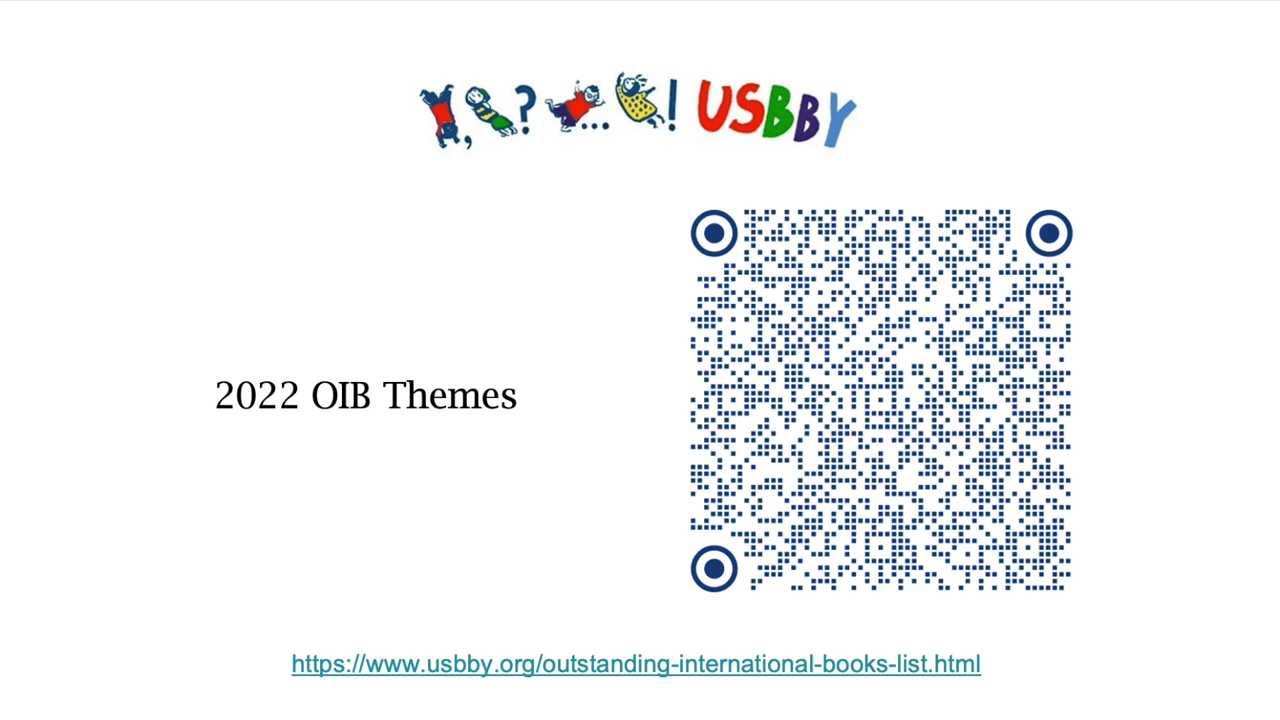 , ? ... ! USBBY
2022 OIB Themes
https://www.usbby.org/outstanding-international-books-list.html